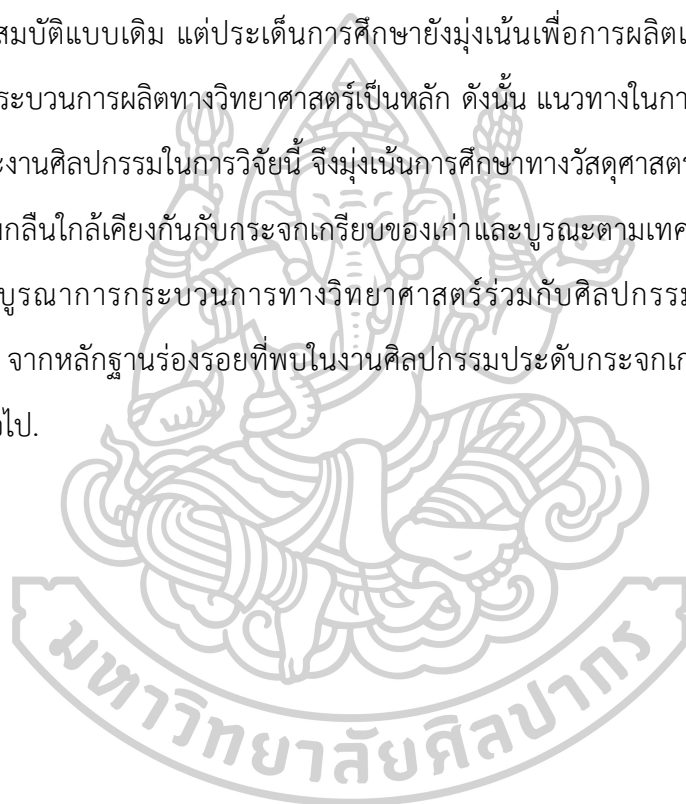 สมบัติแบบเดิม แต่ประเด็นการศึกษายังมุ่งเน้นเพื่อการผลิตเ
ระบวนการผลิตทางวิทยาศาสตร์เป็นหลัก ดังนั้น แนวทางในกา
ะงานศิลปกรรมในการวิจัยนี้ จึงมุ่งเน้นการศึกษาทางวัสดุศาสตร
กลืนใกล้เคียงกันกับกระจกเกรียบของเก่าและบูรณะตามเทค
บูรณาการกระบวนการทางวิทยาศาสตร์ร่วมกับศิลปกรรม
จากหลักฐานร่องรอยที่พบในงานศิลปกรรมประดับกระจกเก
ไป.
มหาวิทยาลัยศิลปากร